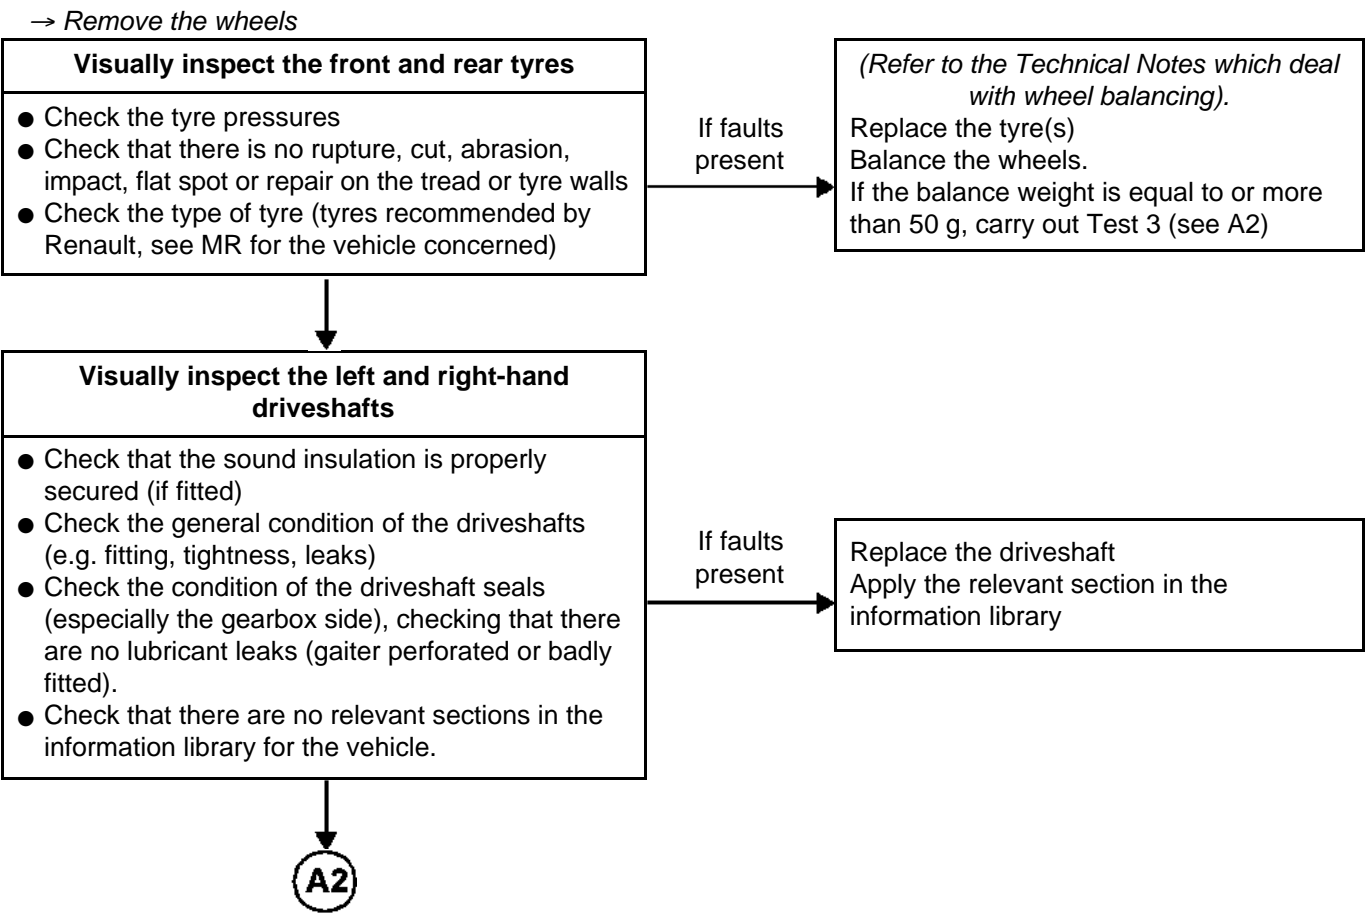 → Remove the wheels
Visually inspect the front and rear tyres
● Check the tyre pressures
● Check that there is no rupture, cut, abrasion,
impact, flat spot or repair on the tread or tyre walls
● Check the type of tyre (tyres recommended by
Renault, see MR for the vehicle concerned)
If faults
present
(Refer to the Technical Notes which deal
with wheel balancing).
Replace the tyre(s)
Balance the wheels.
If the balance weight is equal to or more
than 50 g, carry out Test 3 (see A2)
Visually inspect the left and right-hand
driveshafts
● Check that the sound insulation is properly
secured (if fitted)
● Check the general condition of the driveshafts
(e.g. fitting, tightness, leaks)
● Check the condition of the driveshaft seals
(especially the gearbox side), checking that there
are no lubricant leaks (gaiter perforated or badly
fitted).
● Check that there are no relevant sections in the
information library for the vehicle.
If faults
present
Replace the driveshaft
Apply the relevant section in the
information library
A2